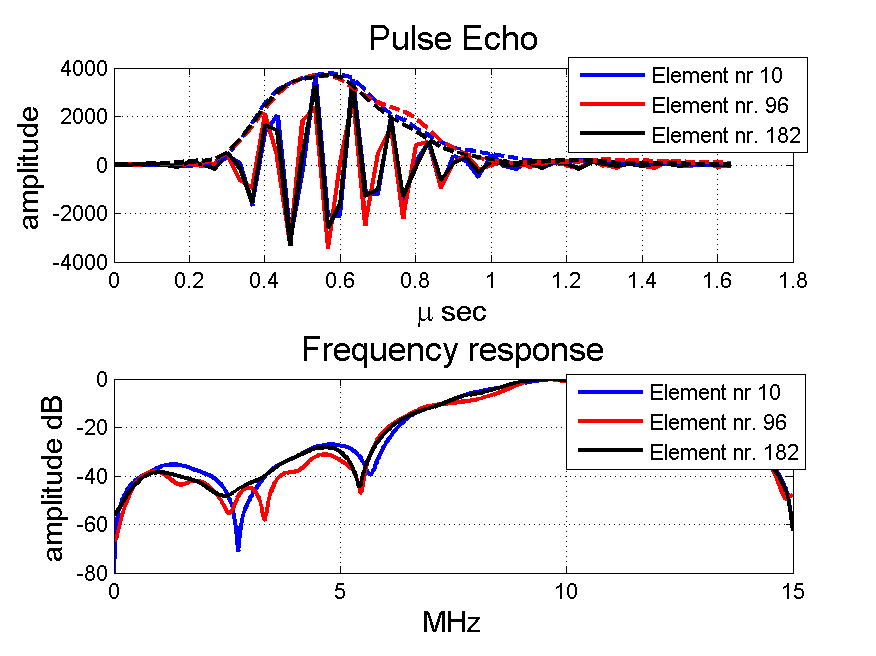 Pulse Echo
4000
2000
0
-2000
-4000
amplitude
Element nr 10
Element nr. 96
Element nr. 182
0 0.2 0.4 0.6 0.8 1 1.2 1.4 1.6 1.8
μ sec
Frequency response
0
-20
-40
-60
-80
amplitude dB
Element nr 10
Element nr. 96
Element nr. 182
0 5 10 15
MHz